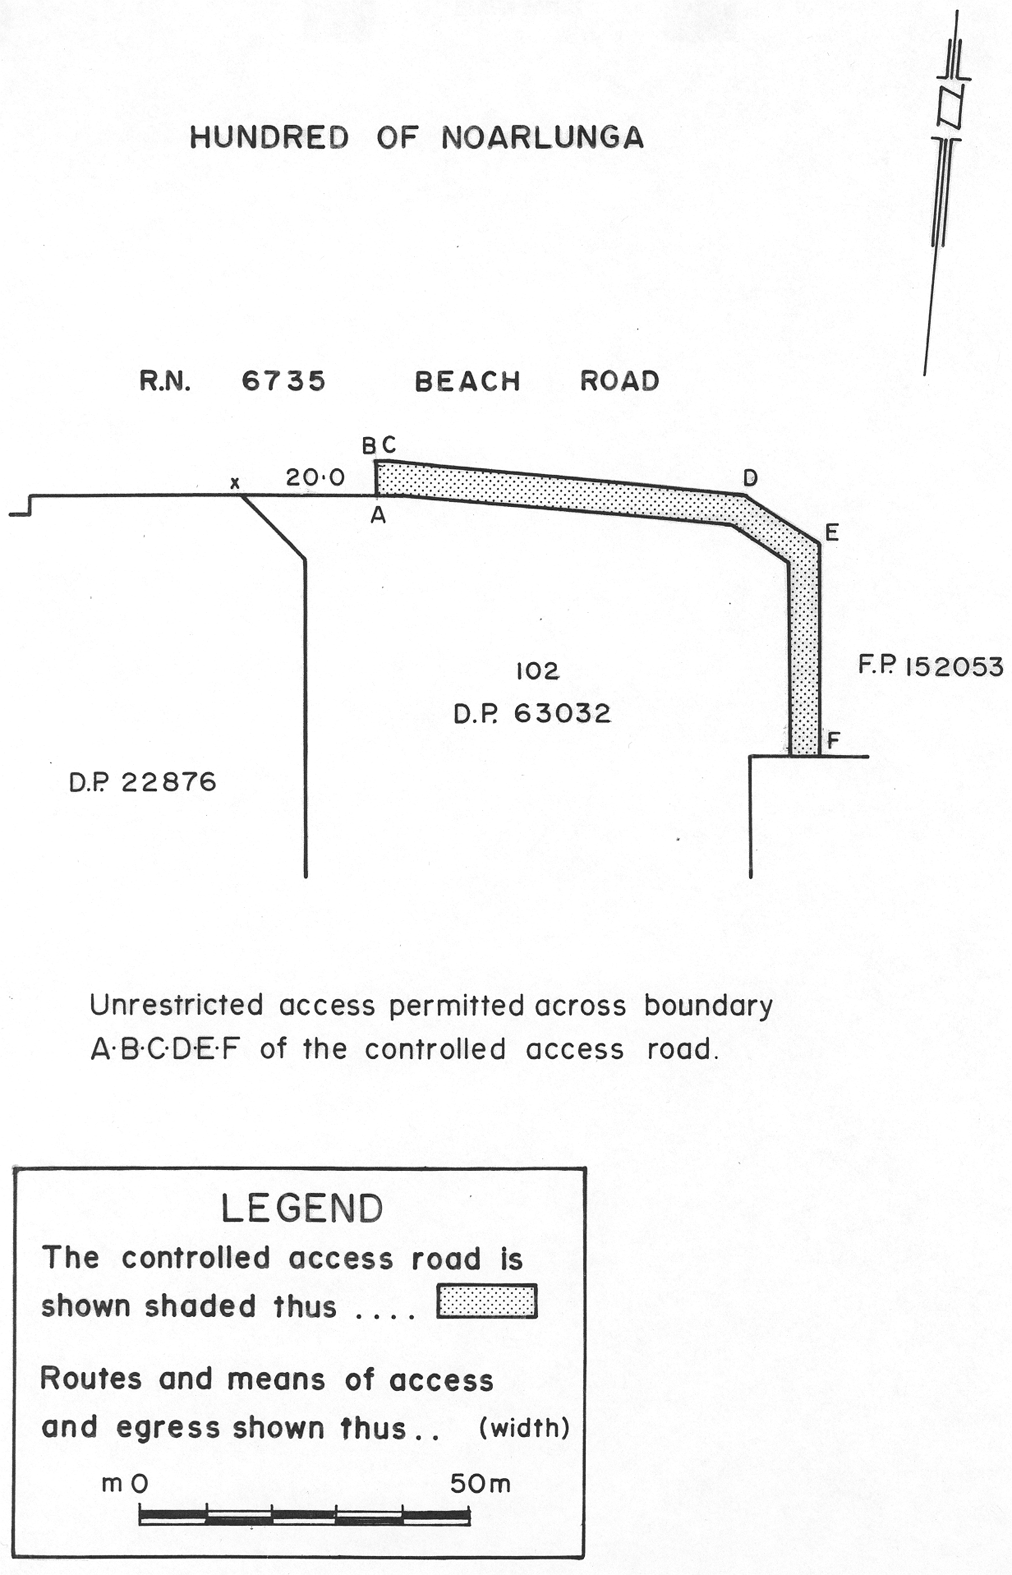 N
HUNDRED OF NOARLUNGA
R.N. 6735 BEACH ROAD
B C
x 20·0
D
A
E
102
F.P. 152053
D.P. 63032
F
D.P. 22876
Unrestricted access permitted across boundary
A·B·C·D·E·F of the controlled access road.
LEGEND
The controlled access road is
shown shaded thus ....
Routes and means of access
and egress shown thus.. (width)
m 0 50m